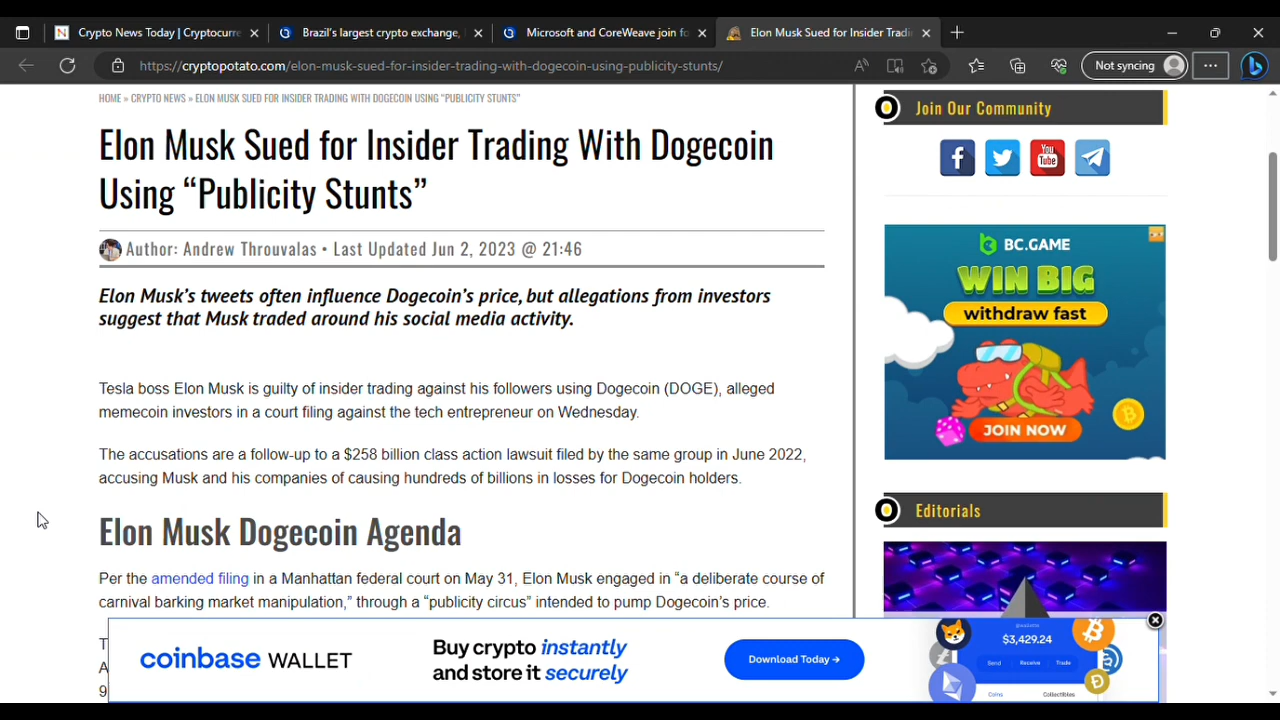 Crypto News Today | Cryptocurre
Brazil's largest crypto exchange,
Microsoft and CoreWeave join fo
Elon Musk Sued for Insider Tradi
https://cryptopotato.com/elon-musk-sued-for-insider-trading-with-dogecoin-using-publicity-stunts/
Not syncing
HOME » CRYPTO NEWS » ELON MUSK SUED FOR INSIDER TRADING WITH DOGECOIN USING "PUBLICITY STUNTS"
Elon Musk Sued for Insider Trading With Dogecoin
Using “Publicity Stunts”
Author: Andrew Throuvalas • Last Updated Jun 2, 2023 @ 21:46
Elon Musk’s tweets often influence Dogecoin’s price, but allegations from investors
suggest that Musk traded around his social media activity.
Tesla boss Elon Musk is guilty of insider trading against his followers using Dogecoin (DOGE), alleged
memecoin investors in a court filing against the tech entrepreneur on Wednesday.
The accusations are a follow-up to a $258 billion class action lawsuit filed by the same group in June 2022,
accusing Musk and his companies of causing hundreds of billions in losses for Dogecoin holders.
Elon Musk Dogecoin Agenda
Per the amended filing in a Manhattan federal court on May 31, Elon Musk engaged in “a deliberate course of
carnival barking market manipulation,” through a “publicity circus” intended to pump Dogecoin’s price.
T
A
9
Join Our Community
You
Tube
BC.GAME
WIN BIG
withdraw fast
JOIN NOW
Editorials
coinbase WALLET
Buy crypto instantly
and store it securely
Download Today →
$3,429.24
Send Receive Trade
Coins Collectibles